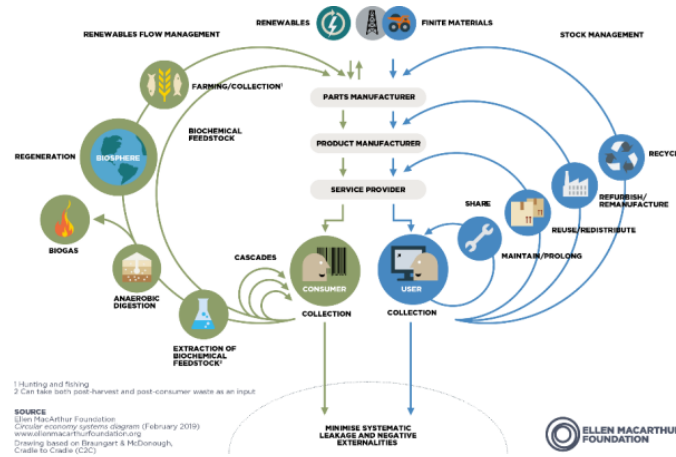 RENEWABLES
FINITE MATERIALS
RENEWABLES FLOW MANAGEMENT
STOCK MANAGEMENT
FARMING/COLLECTION¹
PARTS MANUFACTURER
BIOCHEMICAL
FEEDSTOCK
PRODUCT MANUFACTURER
REGENERATION
BIOSPHERE
RECYC
SERVICE PROVIDER
REFURBISH/
REMANUFACTURE
SHARE
REUSE/REDISTRIBUTE
BIOGAS
CASCADES
MAINTAIN/PROLONG
CONSUMER
USER
ANAEROBIC
DIGESTION
COLLECTION
COLLECTION
EXTRACTION OF
BIOCHEMICAL
FEEDSTOCK²
1 Hunting and fishing
2 Can take both post-harvest and post-consumer waste as an input
SOURCE
Ellen MacArthur Foundation
Circular economy systems diagram (February 2019)
www.ellenmacarthurfoundation.org
Drawing based on Braungart & McDonough,
Cradle to Cradle (C2C)
MINIMISE SYSTEMATIC
LEAKAGE AND NEGATIVE
EXTERNALITIES
ELLEN MACARTHUR
FOUNDATION